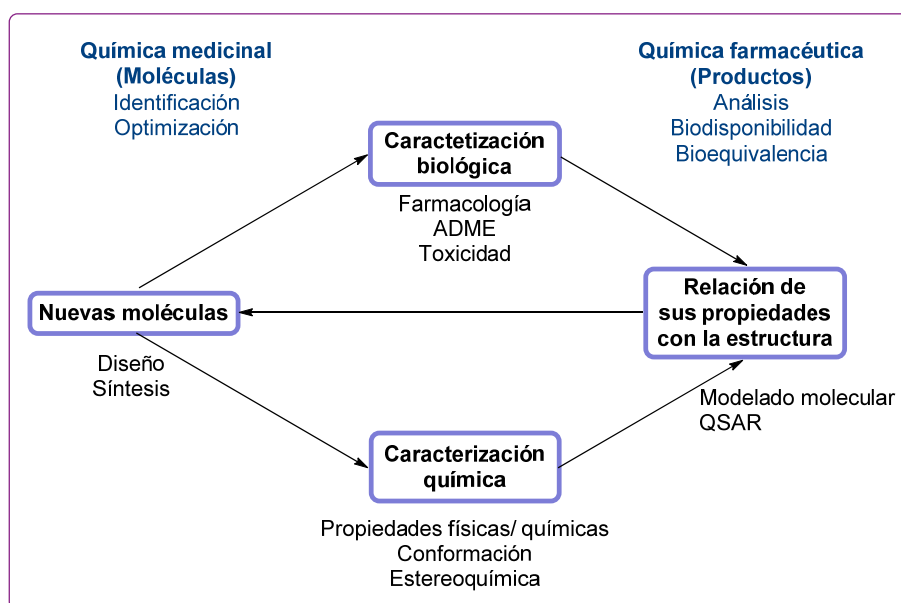 Química medicinal
(Moléculas)
Identificación
Optimización
Química farmacéutica
(Productos)
Análisis
Biodisponibilidad
Bioequivalencia
Caractetización
biológica
Farmacología
ADME
Toxicidad
Nuevas moléculas
Diseño
Síntesis
Relación de
sus propiedades
con la estructura
Modelado molecular
QSAR
Caracterización
química
Propiedades físicas/ químicas
Conformación
Estereoquímica